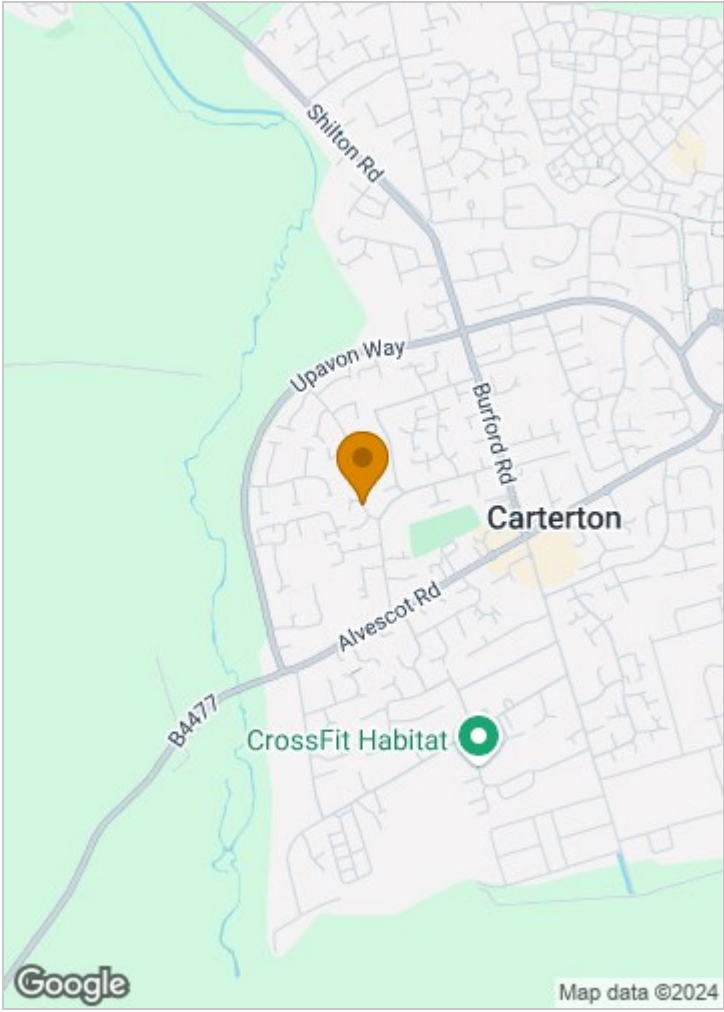 Shilton Rd
Upavon Way
Burford Rd
Carterton
Alvescot Rd
B4477
CrossFit Habitat
Google
Map data ©2024